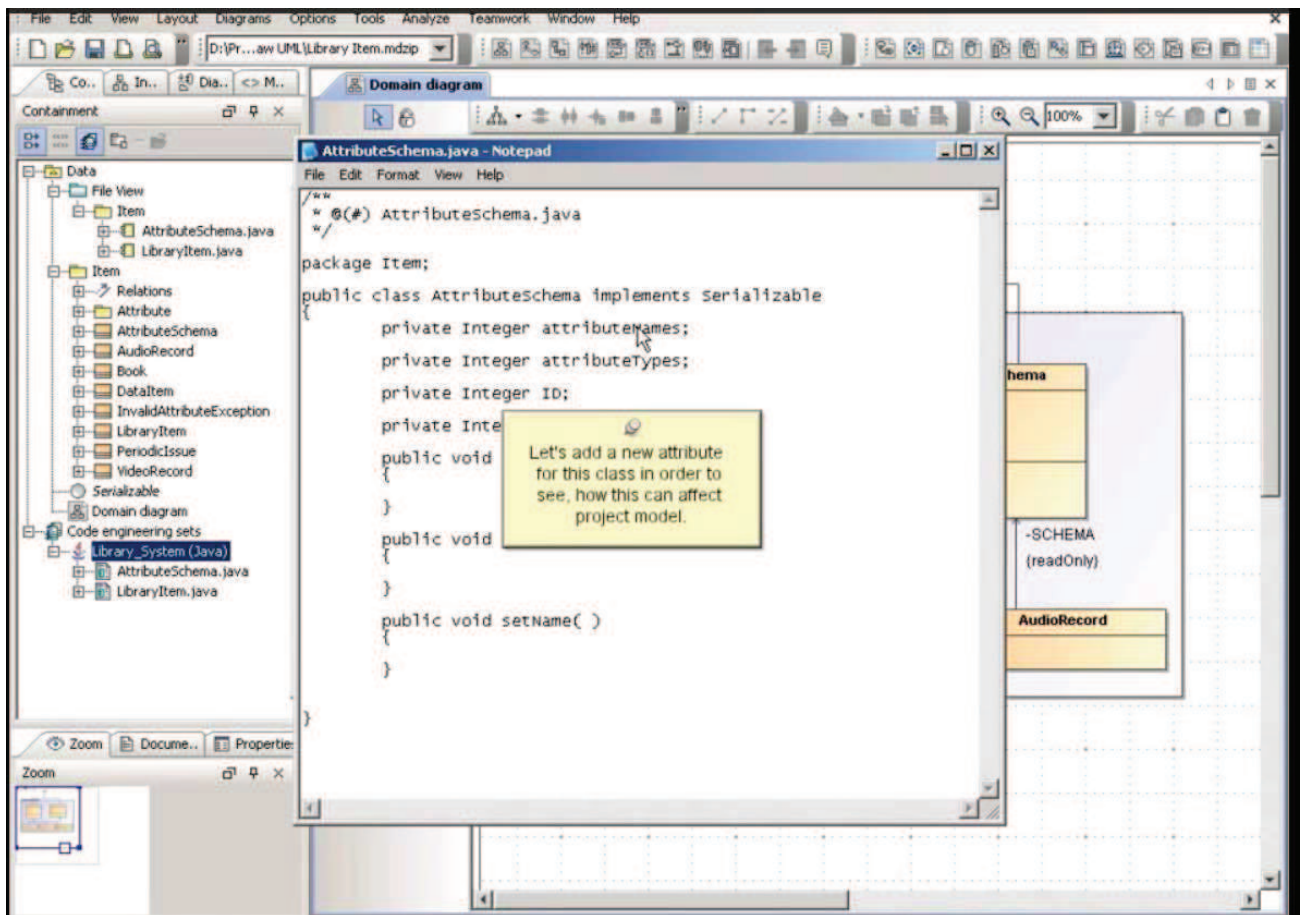 File Edit View Layout Diagrams Options Tools Analyze Teamwork Window Help
D:\Pr...aw UML\Library Item.mdzip
Co.. In.. Dia.. <> M..
Domain diagram
Containment
100%
Data
File View
Item
AttributeSchema.java
LibraryItem.java
Item
Relations
Attribute
AttributeSchema
AudioRecord
Book
DataItem
InvalidAttributeException
LibraryItem
PeriodicIssue
VideoRecord
Serializable
Domain diagram
Code engineering sets
Library_System (Java)
AttributeSchema.java
LibraryItem.java
Zoom Docume.. Propertie
Zoom
AttributeSchema.java - Notepad
File Edit Format View Help
/**
* @(#) AttributeSchema.java
*/
package Item;
public class AttributeSchema implements Serializable
{
private Integer attributeNames;
private Integer attributeTypes;
private Integer ID;
private Inte
public void
{
}
public void
{
}
public void setName( )
{
}
}
Let's add a new attribute
for this class in order to
see, how this can affect
project model.
hema
-SCHEMA
(readOnly)
AudioRecord